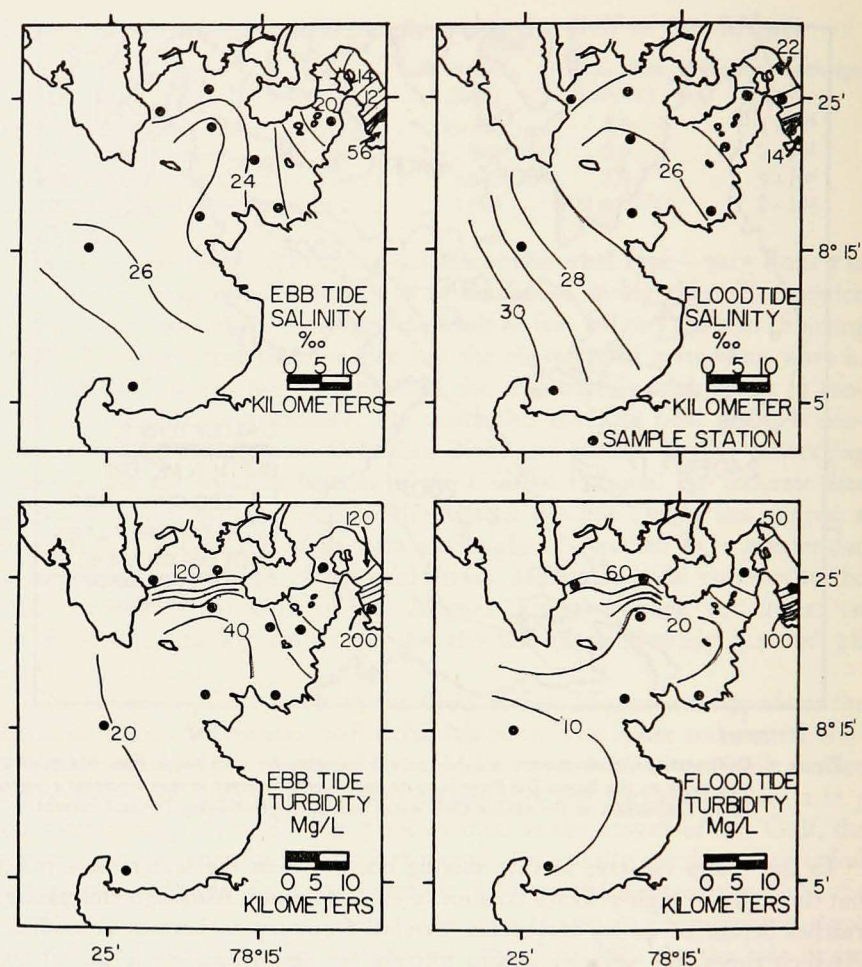 14
12
20
56
24
26
EBB TIDE
SALINITY
‰
0 5 10
KILOMETERS
22
25'
14
26
8° 15'
28
30
FLOOD TIDE
SALINITY
‰
0 5 10
KILOMETER
5'
SAMPLE STATION
120
120
40
200
20
EBB TIDE
TURBIDITY
Mg/L
0 5 10
KILOMETERS
25'
78° 15'
50
60
25'
20
100
10
8° 15'
FLOOD TIDE
TURBIDITY
Mg/L
0 5 10
KILOMETERS
5'
25'
78° 15'